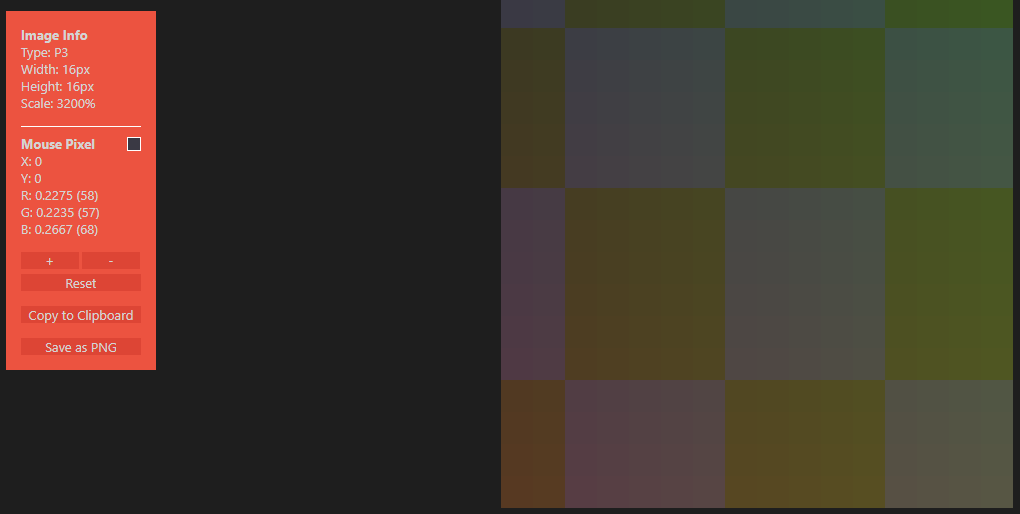 Image Info
Type: P3
Width: 16px
Height: 16px
Scale: 3200%
Mouse Pixel
X: 0
Y: 0
R: 0.2275 (58)
G: 0.2235 (57)
B: 0.2667 (68)
+ -
Reset
Copy to Clipboard
Save as PNG